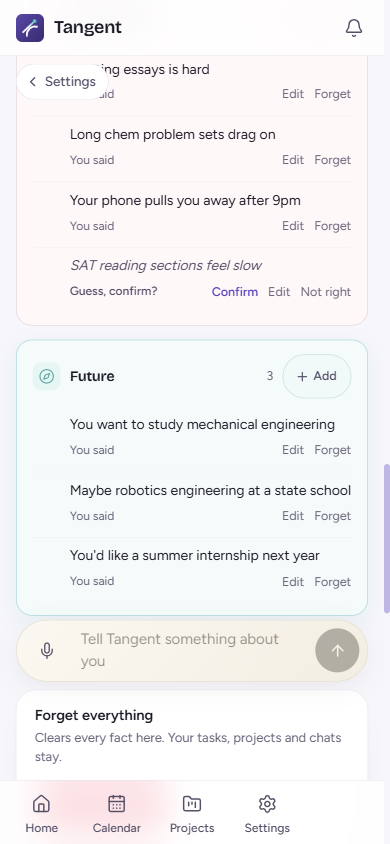 Tangent
ing essays is hard
Settings
Edit Forget
Long chem problem sets drag on
You said Edit Forget
Your phone pulls you away after 9pm
You said Edit Forget
SAT reading sections feel slow
Guess, confirm? Confirm Edit Not right
Future 3 + Add
You want to study mechanical engineering
You said Edit Forget
Maybe robotics engineering at a state school
You said Edit Forget
You'd like a summer internship next year
You said Edit Forget
Tell Tangent something about
you
Forget everything
Clears every fact here. Your tasks, projects and chats
stay.
Home Calendar Projects Settings